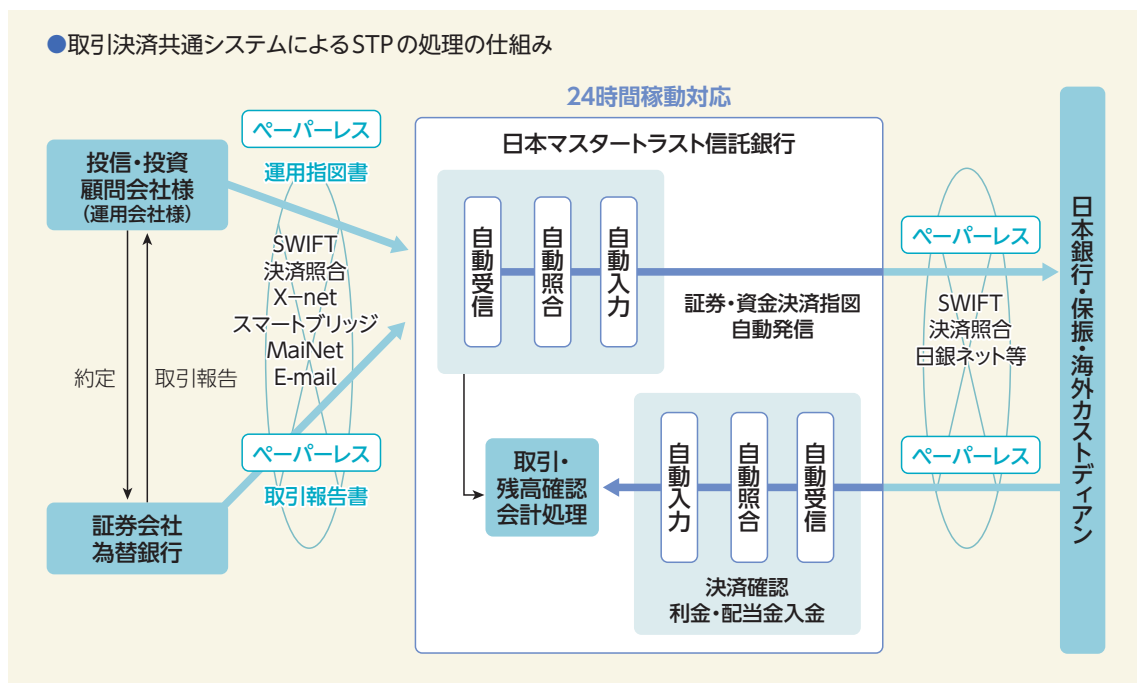 ●取引決済共通システムによるSTPの処理の仕組み
24時間稼動対応
ペーパーレス
運用指図書
投信・投資
顧問会社様
(運用会社様)
約定
取引報告
証券会社
為替銀行
SWIFT
決済照合
X−net
スマートブリッジ
MaiNet
E-mail
ペーパーレス
取引報告書
日本マスタートラスト信託銀行
自動受信
自動照合
自動入力
証券・資金決済指図
自動発信
取引・
残高確認
会計処理
自動入力
自動照合
自動受信
決済確認
利金・配当金入金
ペーパーレス
SWIFT
決済照合
日銀ネット等
ペーパーレス
日本銀行・保振・海外カストディアン